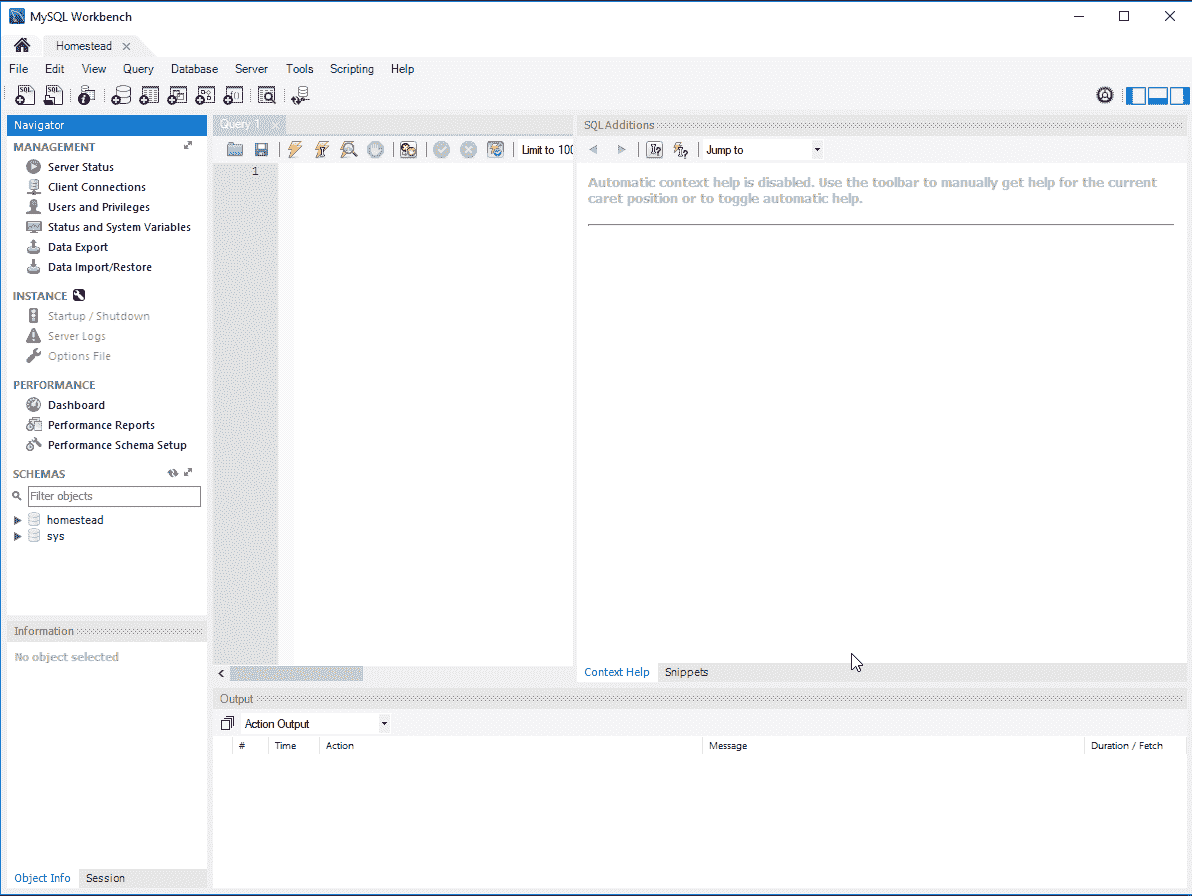 MySQL Workbench
Homestead
File Edit View Query Database Server Tools Scripting Help
Navigator
MANAGEMENT
Server Status
Client Connections
Users and Privileges
Status and System Variables
Data Export
Data Import/Restore
INSTANCE
Startup / Shutdown
Server Logs
Options File
PERFORMANCE
Dashboard
Performance Reports
Performance Schema Setup
SCHEMAS
Filter objects
homestead
sys
Information
No object selected
Object Info Session
Query 1
Limit to 100
1
SQLAdditions
Jump to
Automatic context help is disabled. Use the toolbar to manually get help for the current
caret position or to toggle automatic help.
Context Help Snippets
Output
Action Output
# Time Action Message Duration / Fetch